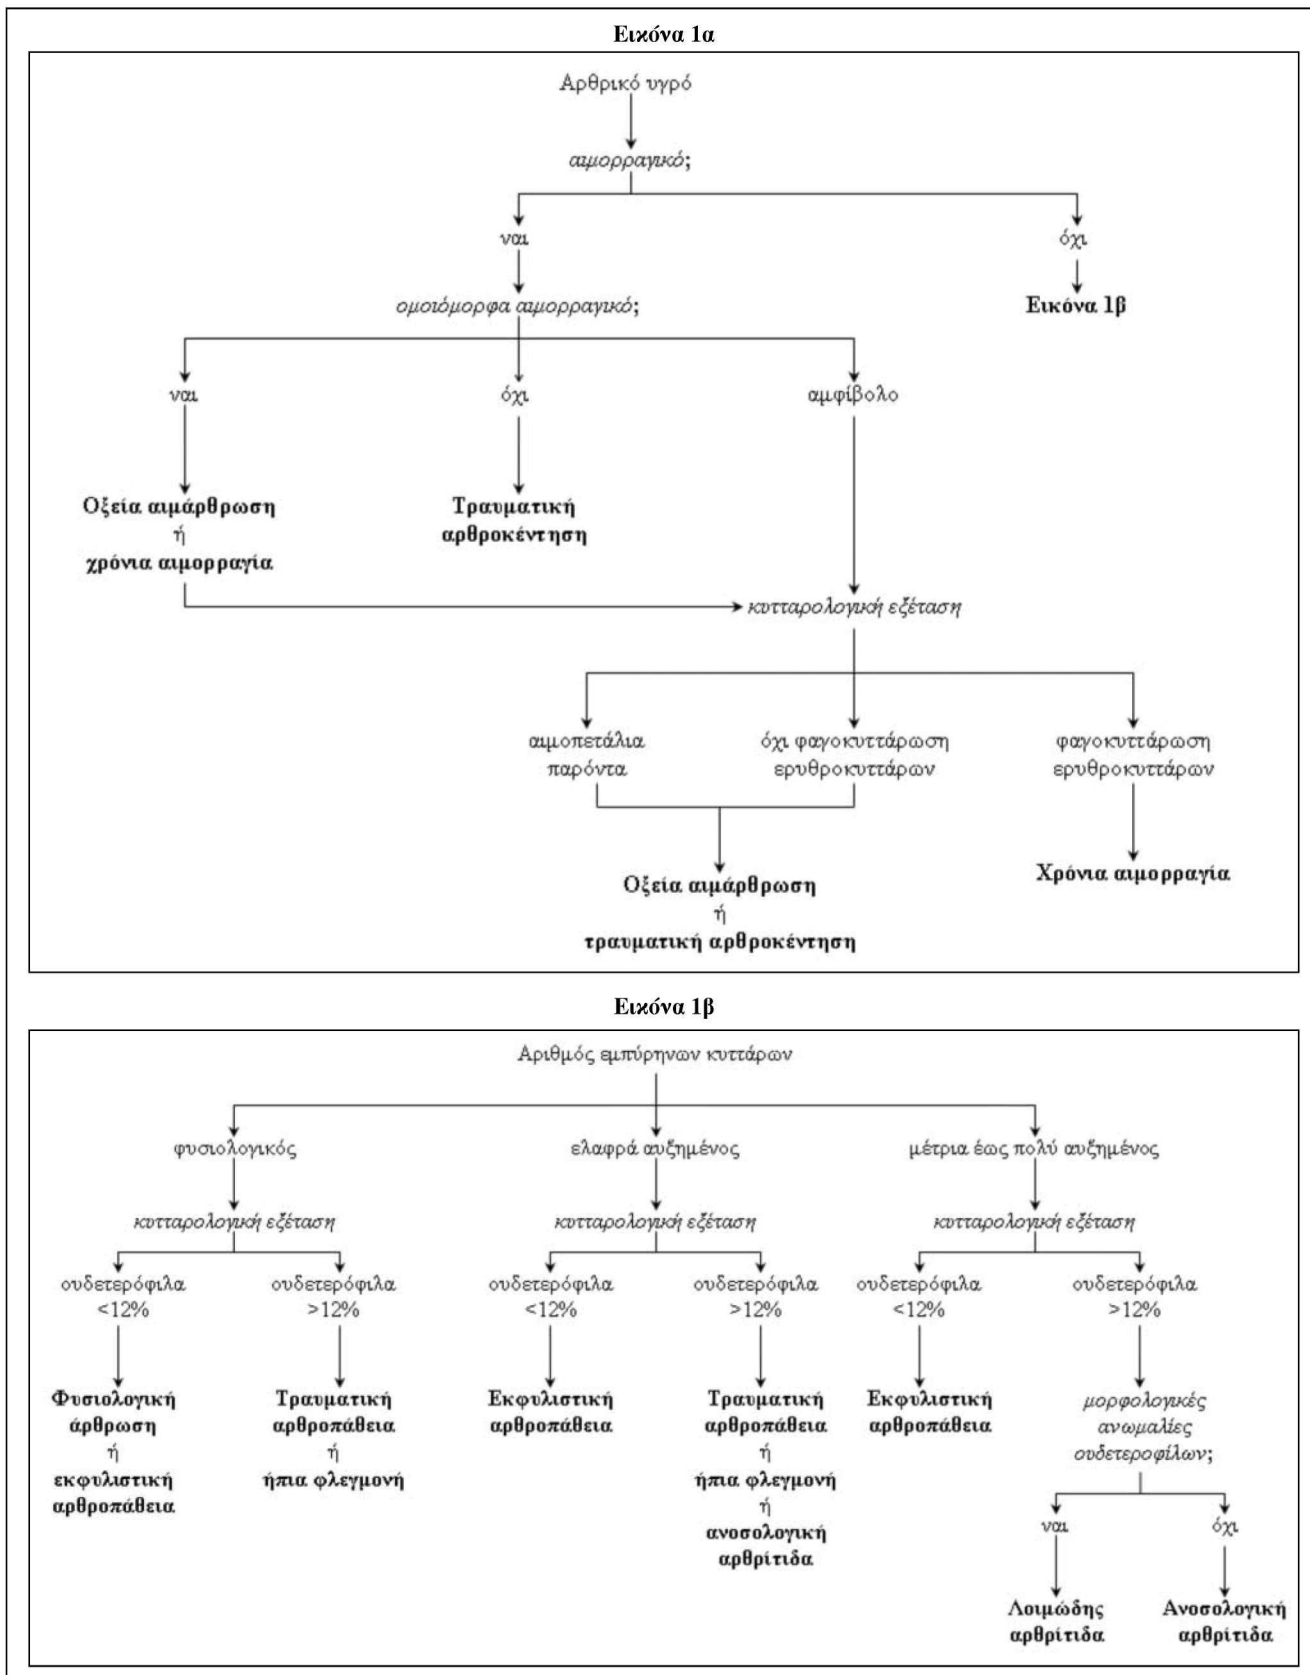 Εικόνα 1α
Αρθρικό υγρό
αιμορραγικό;
ναι
όχι
ομοιόμορφα αιμορραγικό;
Εικόνα 1β
ναι
όχι
αμφίβολο
Οξεία αιμάρθρωση
ή
χρόνια αιμορραγία
Τραυματική
αρθροκέντηση
κυτταρολογική εξέταση
αιμοπετάλια
παρόντα
όχι φαγοκυττάρωση
ερυθροκυττάρων
φαγοκυττάρωση
ερυθροκυττάρων
Οξεία αιμάρθρωση
ή
τραυματική αρθροκέντηση
Χρόνια αιμορραγία
Εικόνα 1β
Αριθμός εμπύρηνων κυττάρων
φυσιολογικός
ελαφρά αυξημένος
μέτρια έως πολύ αυξημένος
κυτταρολογική εξέταση
κυτταρολογική εξέταση
κυτταρολογική εξέταση
ουδετερόφιλα
<12%
ουδετερόφιλα
>12%
ουδετερόφιλα
<12%
ουδετερόφιλα
>12%
ουδετερόφιλα
<12%
ουδετερόφιλα
>12%
Φυσιολογική
άρθρωση
ή
εκφυλιστική
αρθροπάθεια
Τραυματική
αρθροπάθεια
ή
ήπια φλεγμονή
Εκφυλιστική
αρθροπάθεια
Τραυματική
αρθροπάθεια
ή
ήπια φλεγμονή
ή
ανοσολογική
αρθρίτιδα
Εκφυλιστική
αρθροπάθεια
μορφολογικές
ανωμαλίες
ουδετεροφίλων;
ναι
όχι
Λοιμώδης
αρθρίτιδα
Ανοσολογική
αρθρίτιδα